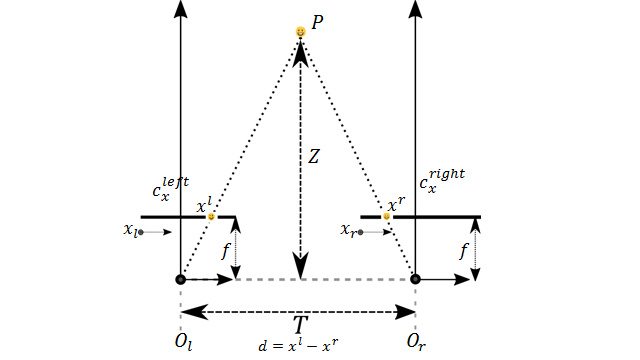 P
Z
c_x^{left}
c_x^{right}
x^l
x^r
x_l
x_r
f
f
T
d = x^l − x^r
O_l
O_r